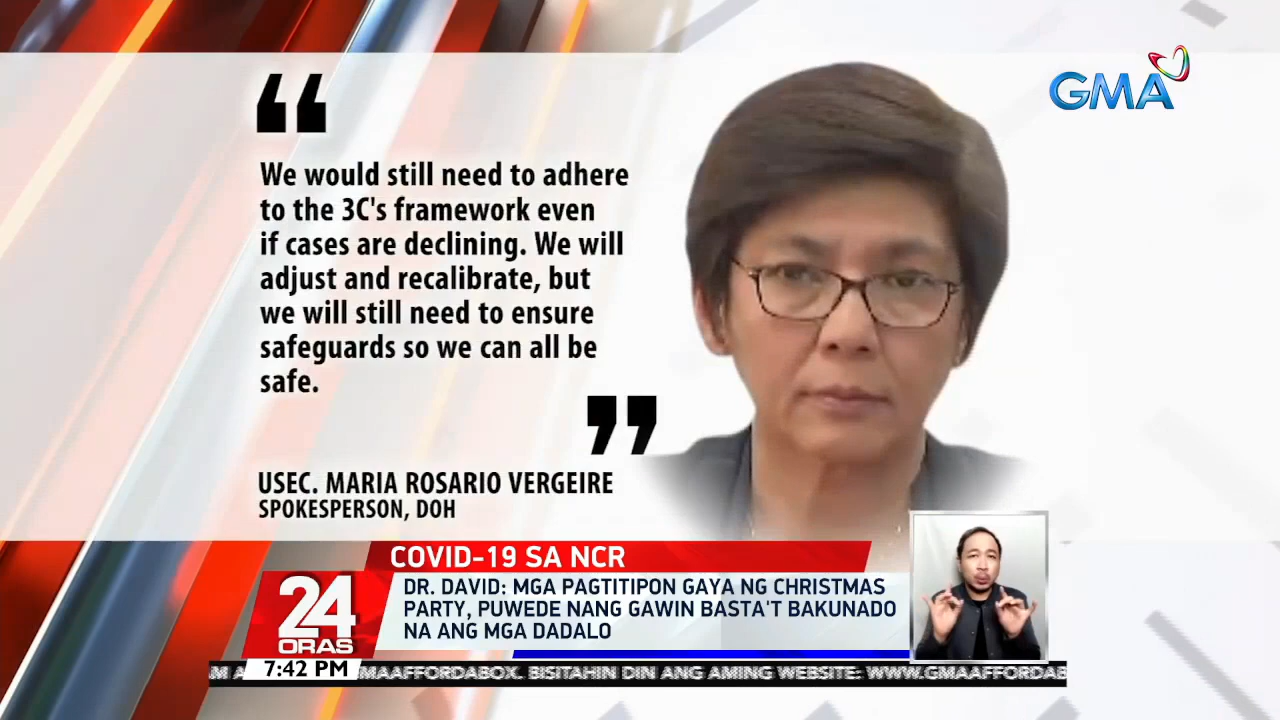 GMA
“
We would still need to adhere
to the 3C's framework even
if cases are declining. We will
adjust and recalibrate, but
we will still need to ensure
safeguards so we can all be
safe.
”
USEC. MARIA ROSARIO VERGEIRE
SPOKESPERSON, DOH
COVID-19 SA NCR
24
ORAS
DR. DAVID: MGA PAGTITIPON GAYA NG CHRISTMAS
PARTY, PUWEDE NANG GAWIN BASTA'T BAKUNADO
NA ANG MGA DADALO
7:42 PM
MAAFFORDABOX. BISITAHIN DIN ANG AMING WEBSITE: WWW.GMAAFFORDAB